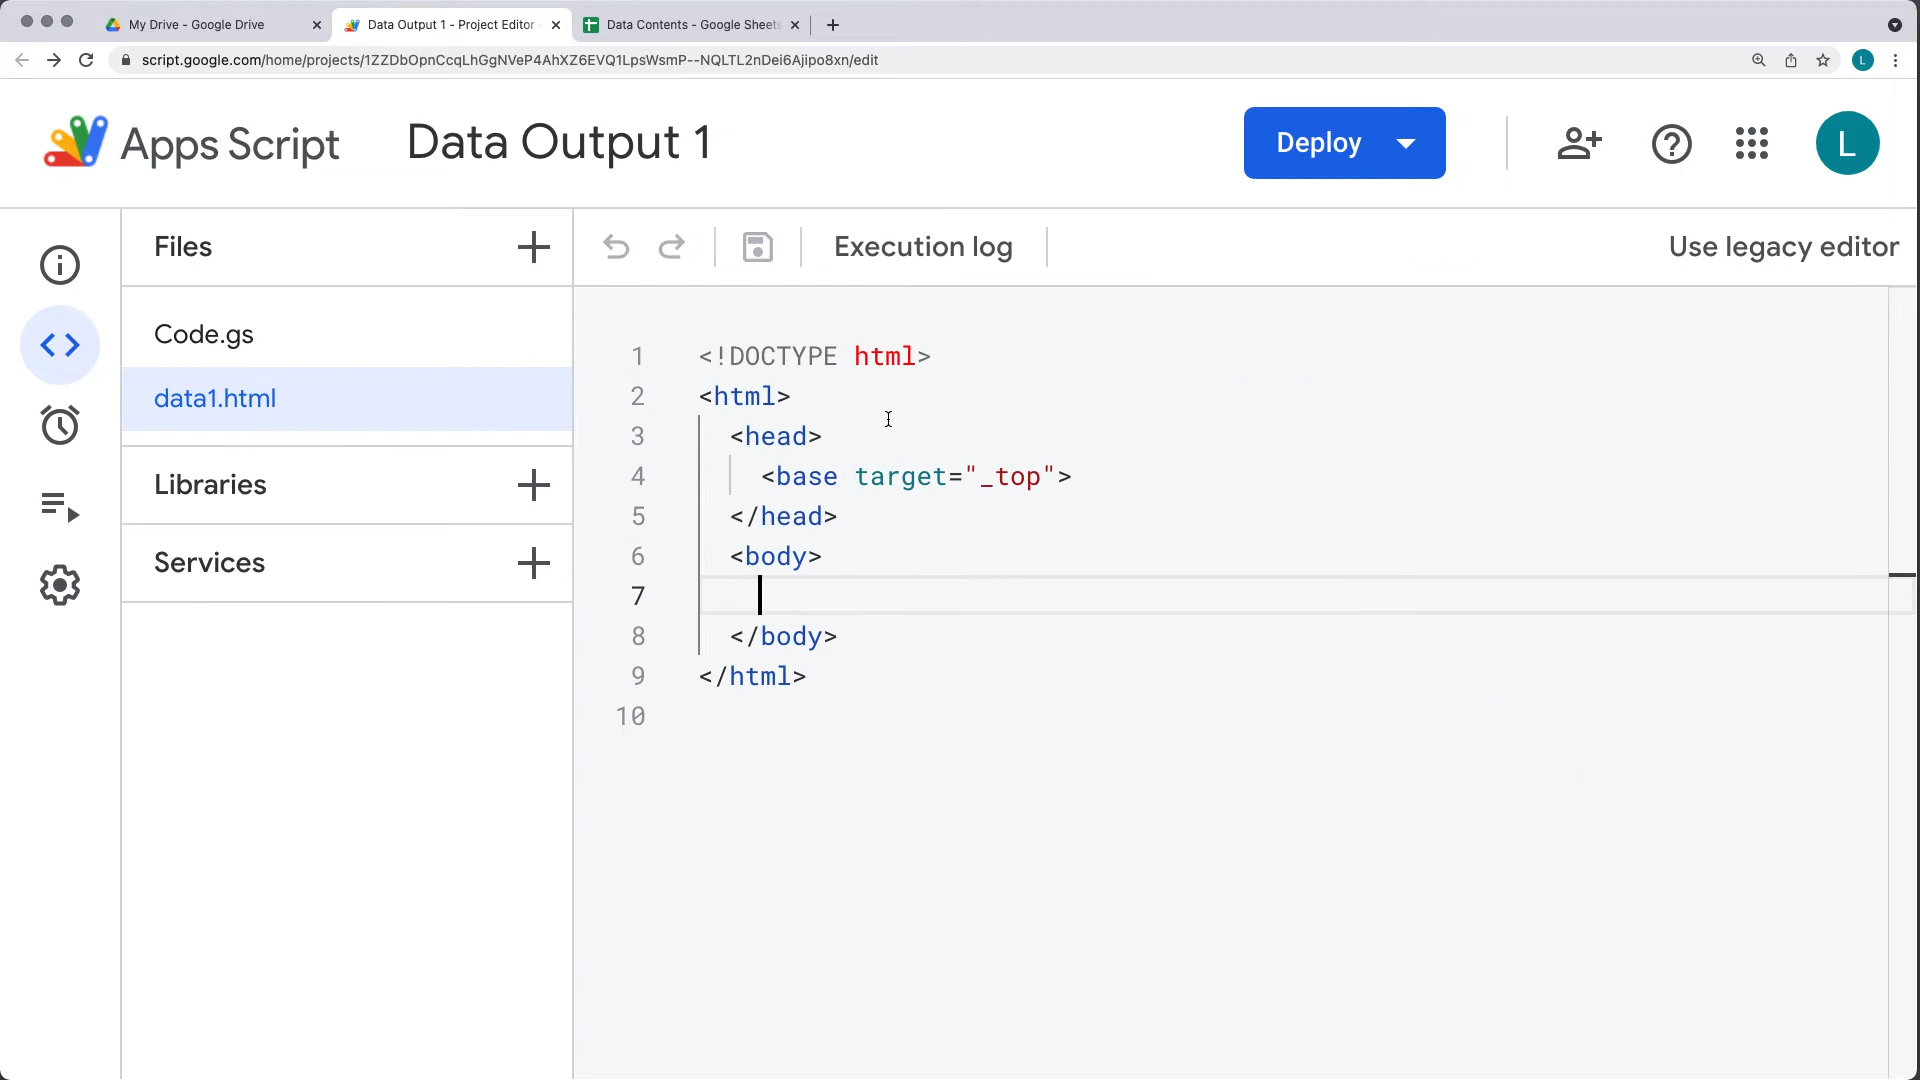 My Drive - Google Drive
Data Output 1 - Project Editor -
Data Contents - Google Sheets
script.google.com/home/projects/1ZZDbOpnCcqLhGgNVeP4AhXZ6EVQ1LpsWsmP--NQLTL2nDei6Ajipo8xn/edit
L
Apps Script
Data Output 1
Deploy
L
Files
Execution log
Use legacy editor
Code.gs
data1.html
Libraries
Services
1 <!DOCTYPE html>
2 <html>
3 <head>
4 <base target="_top">
5 </head>
6 <body>
7
8 </body>
9 </html>
10